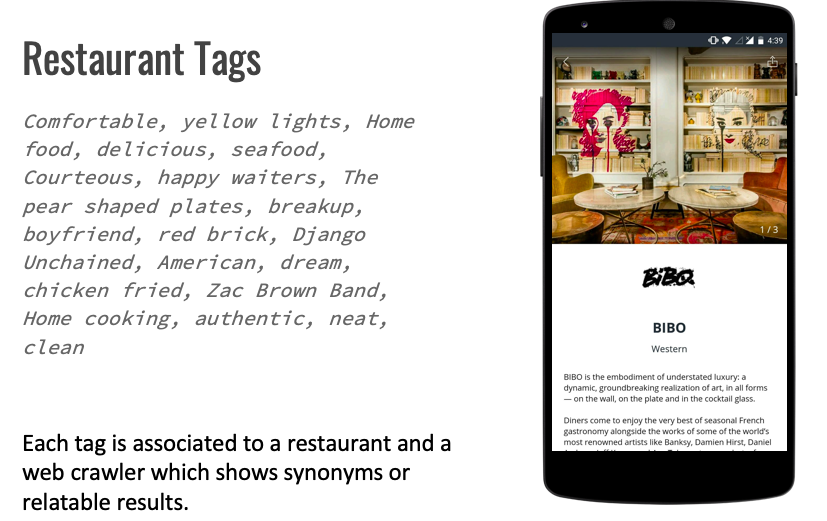 Restaurant Tags
Comfortable, yellow lights, Home
food, delicious, seafood,
Courteous, happy waiters, The
pear shaped plates, breakup,
boyfriend, red brick, Django
Unchained, American, dream,
chicken fried, Zac Brown Band,
Home cooking, authentic, neat,
clean
Each tag is associated to a restaurant and a
web crawler which shows synonyms or
relatable results.
4:39
1 / 3
BiBO
BIBO
Western
BIBO is the embodiment of understated luxury: a
dynamic, groundbreaking realization of art, in all forms
— on the wall, on the plate and in the cocktail glass.
Diners come to enjoy the very best of seasonal French
gastronomy alongside the works of some of the world's
most renowned artists like Banksy, Damien Hirst, Daniel